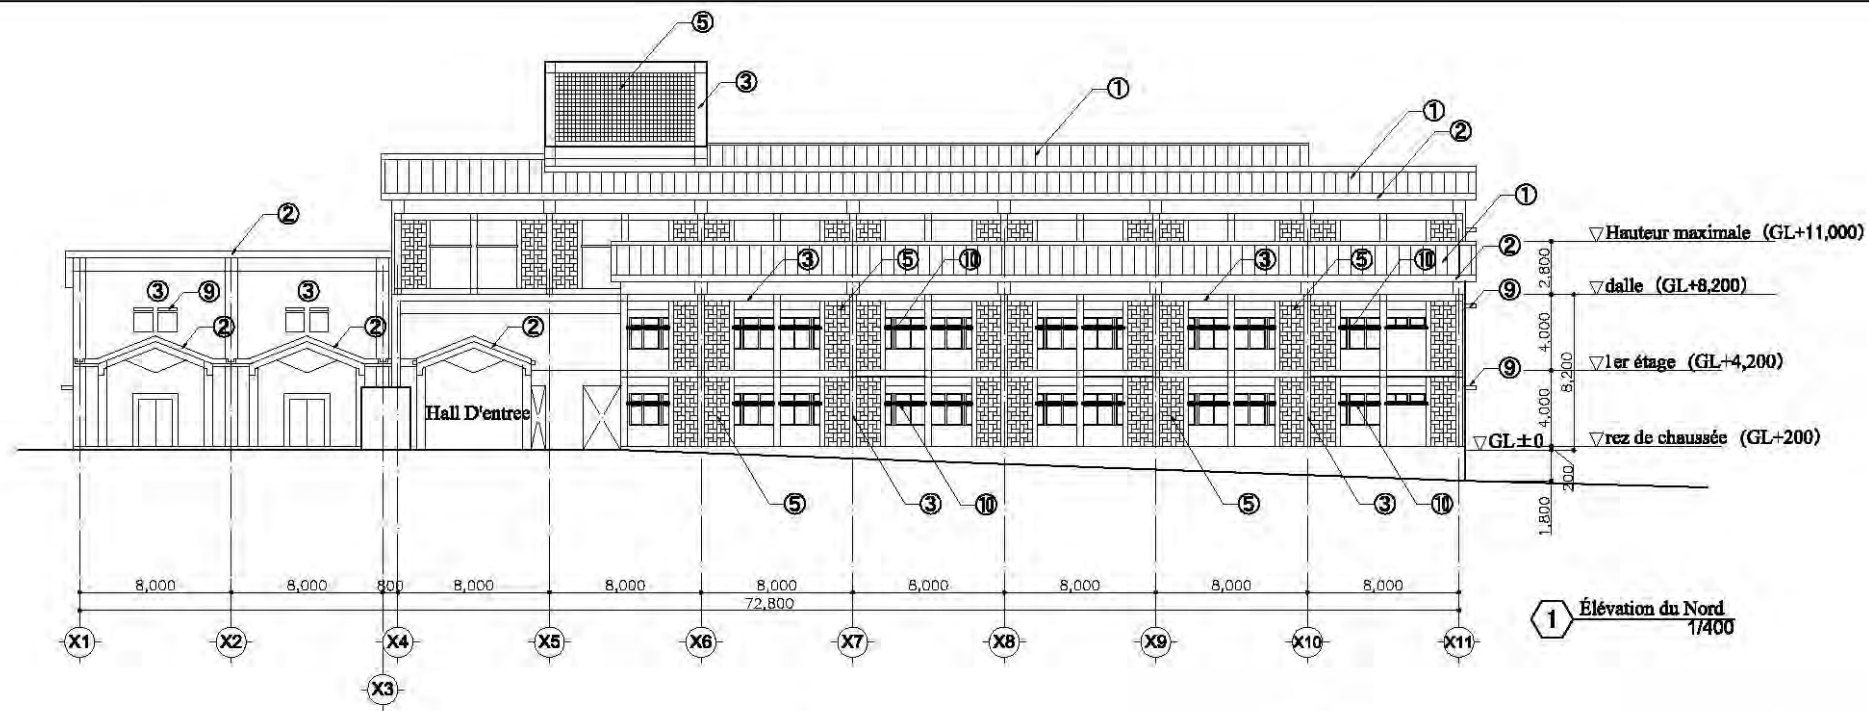 ⑤
③
①
①
②
①
②
▽Hauteur maximale (GL+11,000)
③ ⑤ ⑩ ③ ⑤ ⑩ ②
2,800
③ ⑨ ③
⑨
▽dalle (GL+8,200)
② ② ②
4,000
8,200
⑨
▽1er étage (GL+4,200)
Hall D'entree
4,000
▽GL±0
▽rez de chaussée (GL+200)
200
⑤ ③ ⑩ ⑤ ③ ⑩
1,800
8,000 8,000 800 8,000 8,000 8,000 8,000 8,000 8,000 8,000
72,800
X1 X2 X4 X5 X6 X7 X8 X9 X10 X11
X3
1 Élévation du Nord
1/400